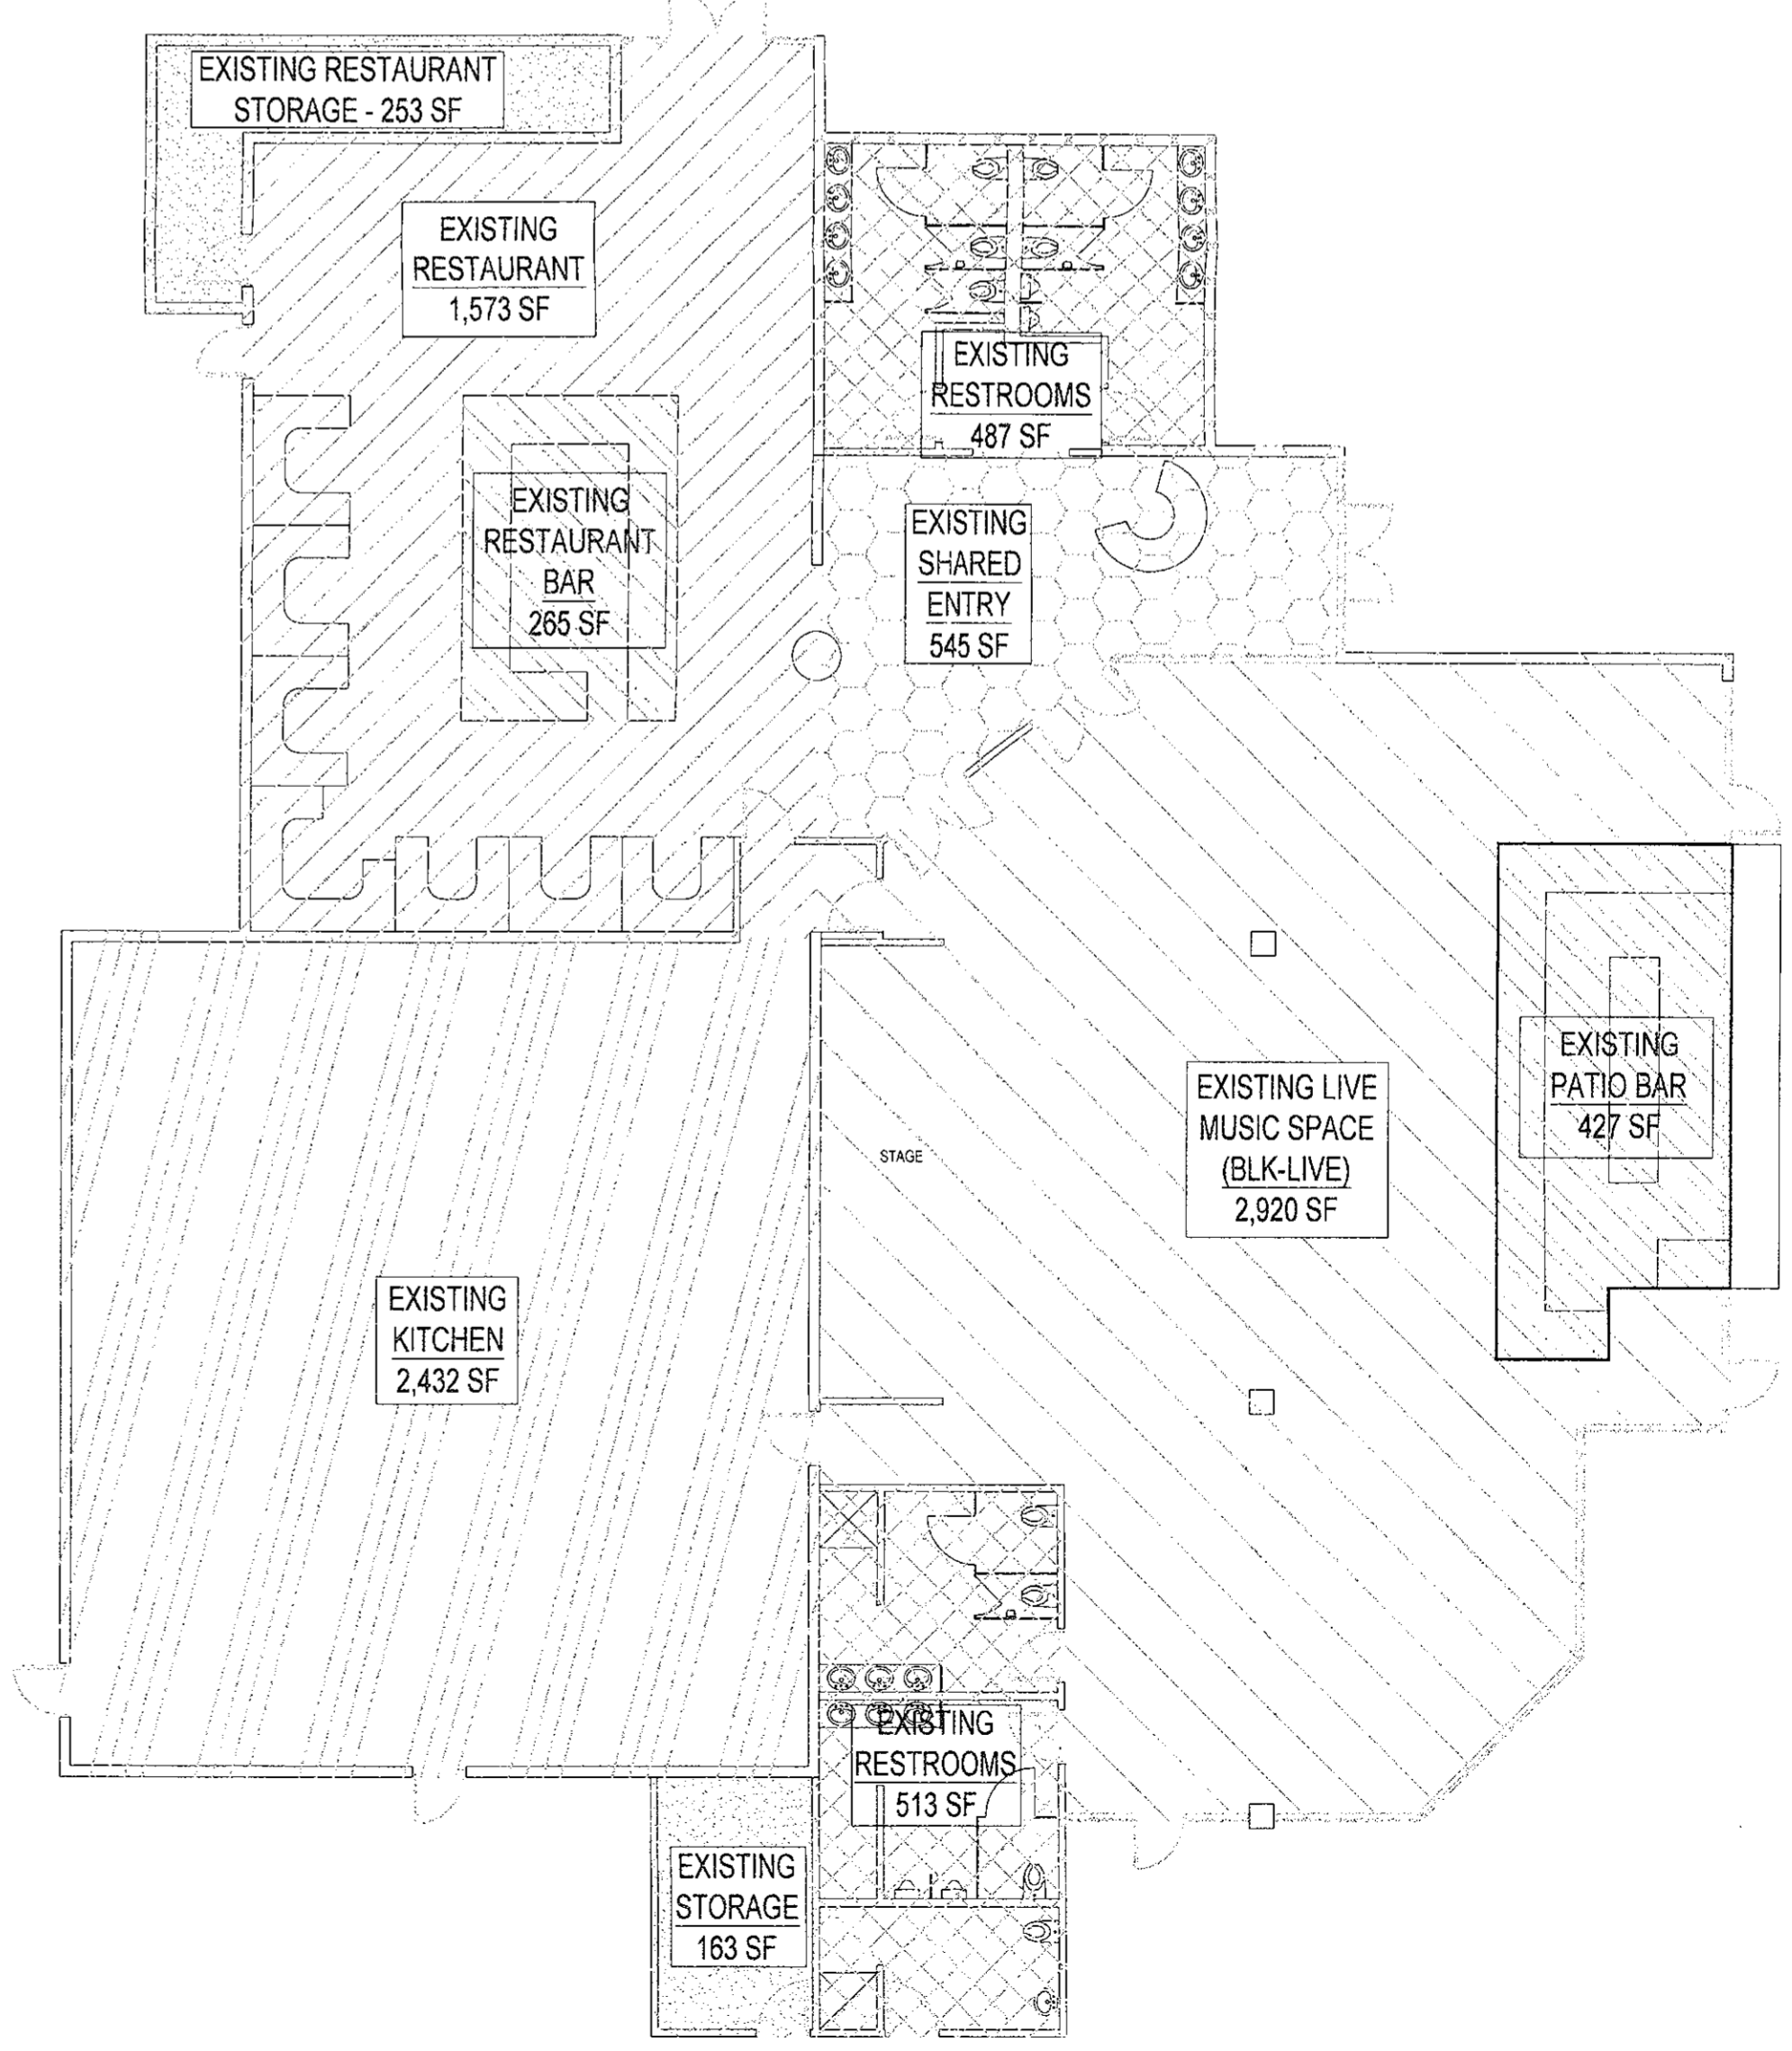 EXISTING RESTAURANT
STORAGE - 253 SF
EXISTING
RESTAURANT
1,573 SF
EXISTING
RESTROOMS
487 SF
EXISTING
RESTAURANT
BAR
265 SF
EXISTING
SHARED
ENTRY
545 SF
EXISTING
PATIO BAR
427 SF
EXISTING LIVE
MUSIC SPACE
(BLK-LIVE)
2,920 SF
STAGE
EXISTING
KITCHEN
2,432 SF
EXISTING
RESTROOMS
513 SF
EXISTING
STORAGE
163 SF